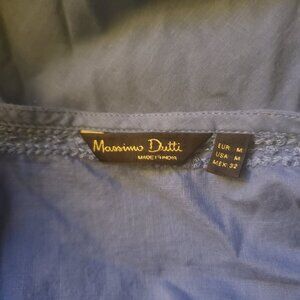 Massimo Dutti
MADE IN INDIA
EUR M
USA M
MEX 32